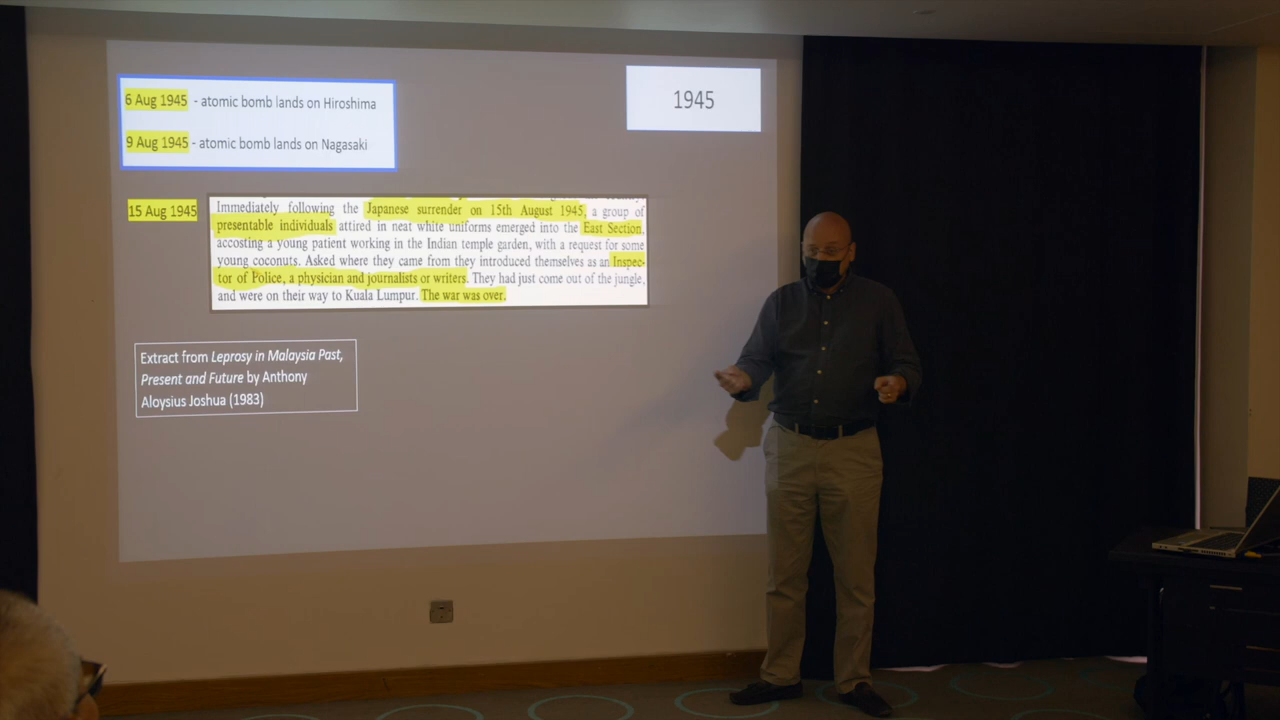 6 Aug 1945 - atomic bomb lands on Hiroshima
9 Aug 1945 - atomic bomb lands on Nagasaki
1945
15 Aug 1945
Immediately following the Japanese surrender on 15th August 1945, a group of
presentable individuals attired in neat white uniforms emerged into the East Section,
accosting a young patient working in the Indian temple garden, with a request for some
young coconuts. Asked where they came from they introduced themselves as an Inspec-
tor of Police, a physician and journalists or writers. They had just come out of the jungle,
and were on their way to Kuala Lumpur. The war was over.
Extract from Leprosy in Malaysia Past,
Present and Future by Anthony
Aloysius Joshua (1983)